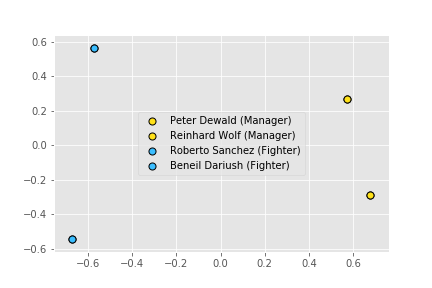 0.6
0.4
0.2
0.0
−0.2
−0.4
−0.6
Peter Dewald (Manager)
Reinhard Wolf (Manager)
Roberto Sanchez (Fighter)
Beneil Dariush (Fighter)
−0.6 −0.4 −0.2 0.0 0.2 0.4 0.6